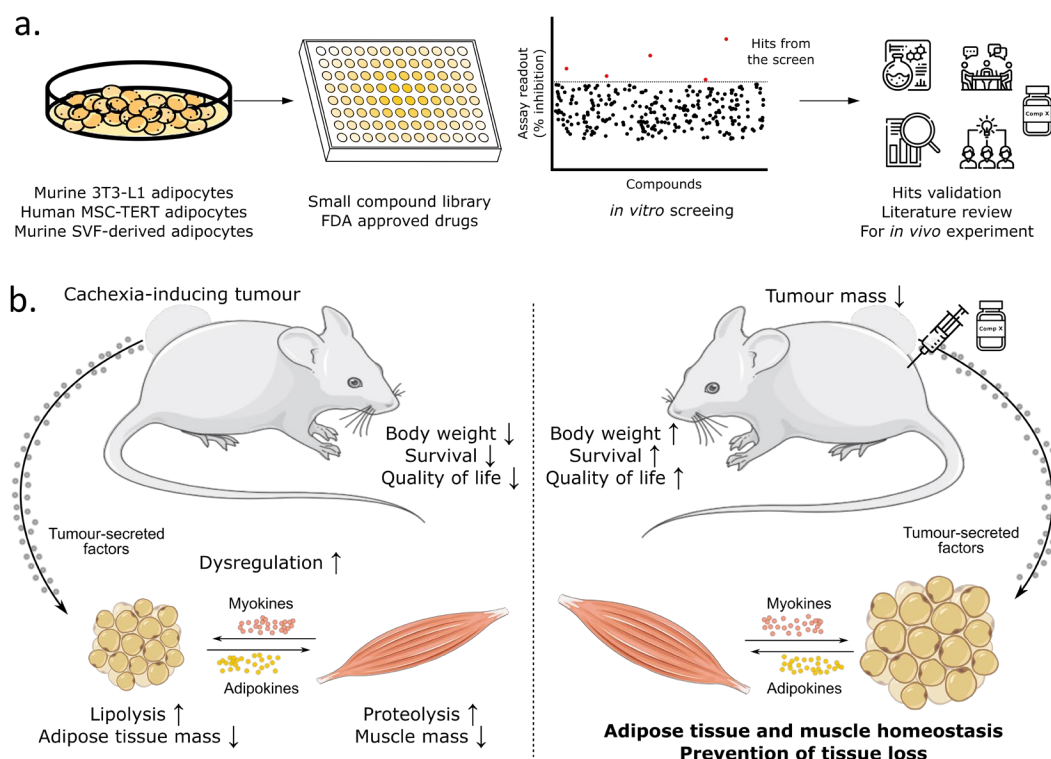 a.
Murine 3T3-L1 adipocytes
Human MSC-TERT adipocytes
Murine SVF-derived adipocytes
Small compound library
FDA approved drugs
Assay readout
(% inhibition)
Hits from
the screen
Compounds
in vitro screeing
Comp X
Hits validation
Literature review
For in vivo experiment
b.
Cachexia-inducing tumour
Body weight ↓
Survival ↓
Quality of life ↓
Tumour-secreted
factors
Dysregulation ↑
Myokines
Adipokines
Lipolysis ↑
Adipose tissue mass ↓
Proteolysis ↑
Muscle mass ↓
Tumour mass ↓
Comp X
Body weight ↑
Survival ↑
Quality of life ↑
Tumour-secreted
factors
Myokines
Adipokines
Adipose tissue and muscle homeostasis
Prevention of tissue loss